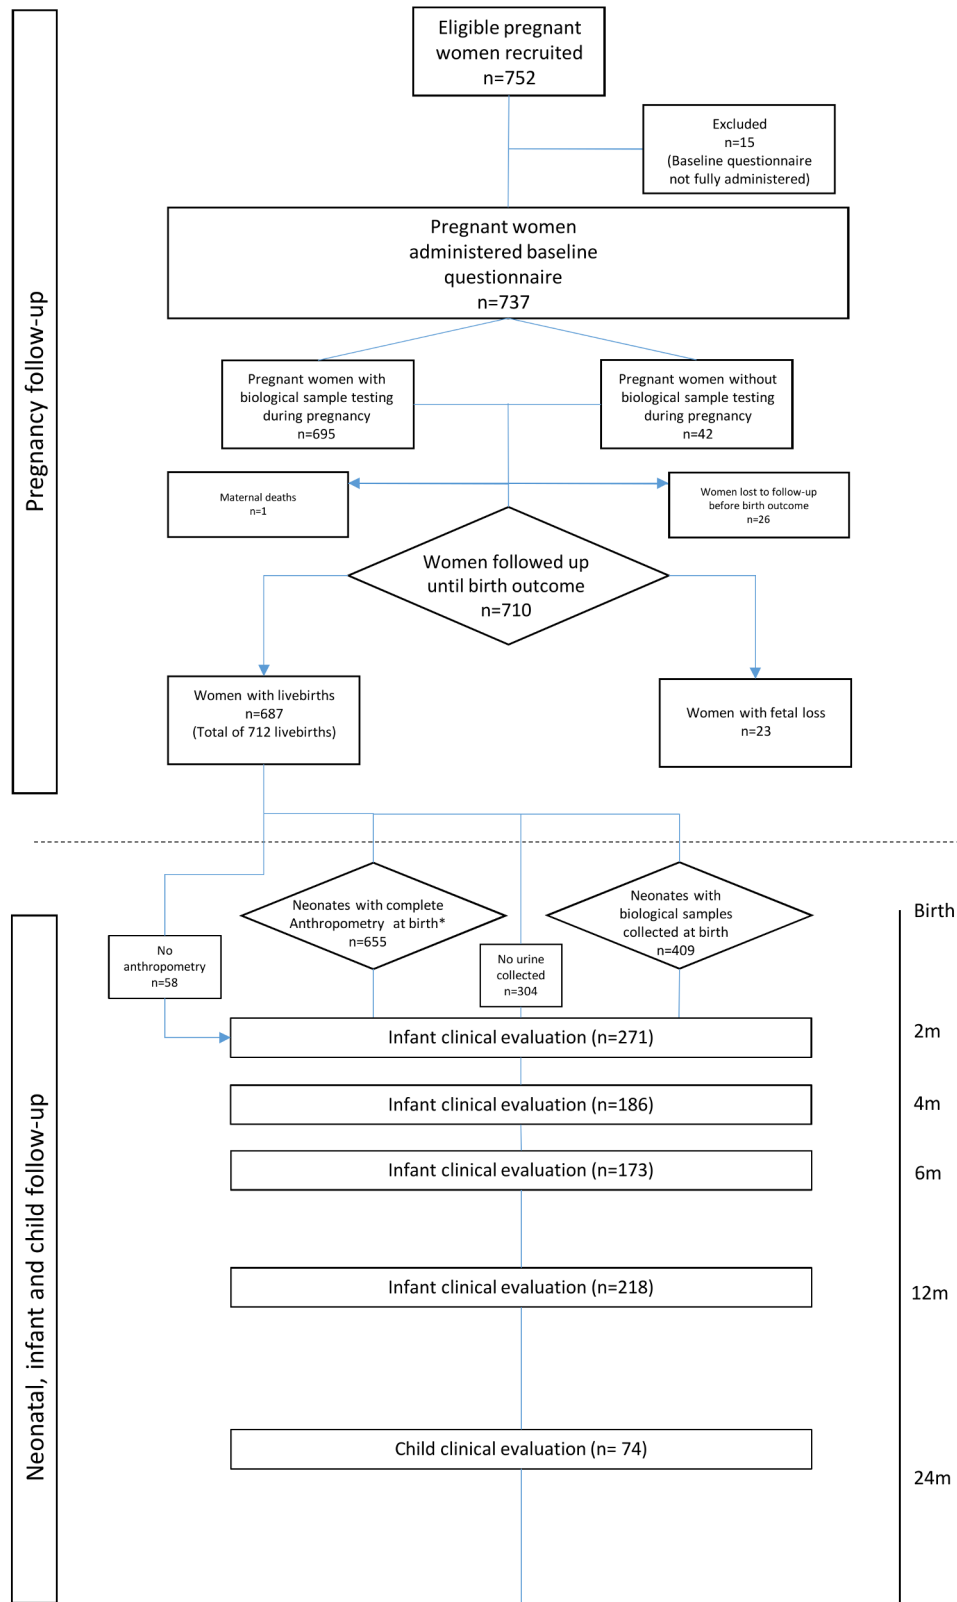 Eligible pregnant
women recruited
n=752
Excluded
n=15
(Baseline questionnaire
not fully administered)
Pregnant women
administered baseline
questionnaire
n=737
Pregnancy follow-up
Pregnant women with
biological sample testing
during pregnancy
n=695
Pregnant women without
biological sample testing
during pregnancy
n=42
Maternal deaths
n=1
Women lost to follow-up
before birth outcome
n=26
Women followed up
until birth outcome
n=710
Women with livebirths
n=687
(Total of 712 livebirths)
Women with fetal loss
n=23
Neonates with complete
Anthropometry at birth*
n=655
Neonates with
biological samples
collected at birth
n=409
Birth
No
anthropometry
n=58
No urine
collected
n=304
Infant clinical evaluation (n=271)
2m
Infant clinical evaluation (n=186)
4m
Infant clinical evaluation (n=173)
6m
Neonatal, infant and child follow-up
Infant clinical evaluation (n=218)
12m
Child clinical evaluation (n= 74)
24m